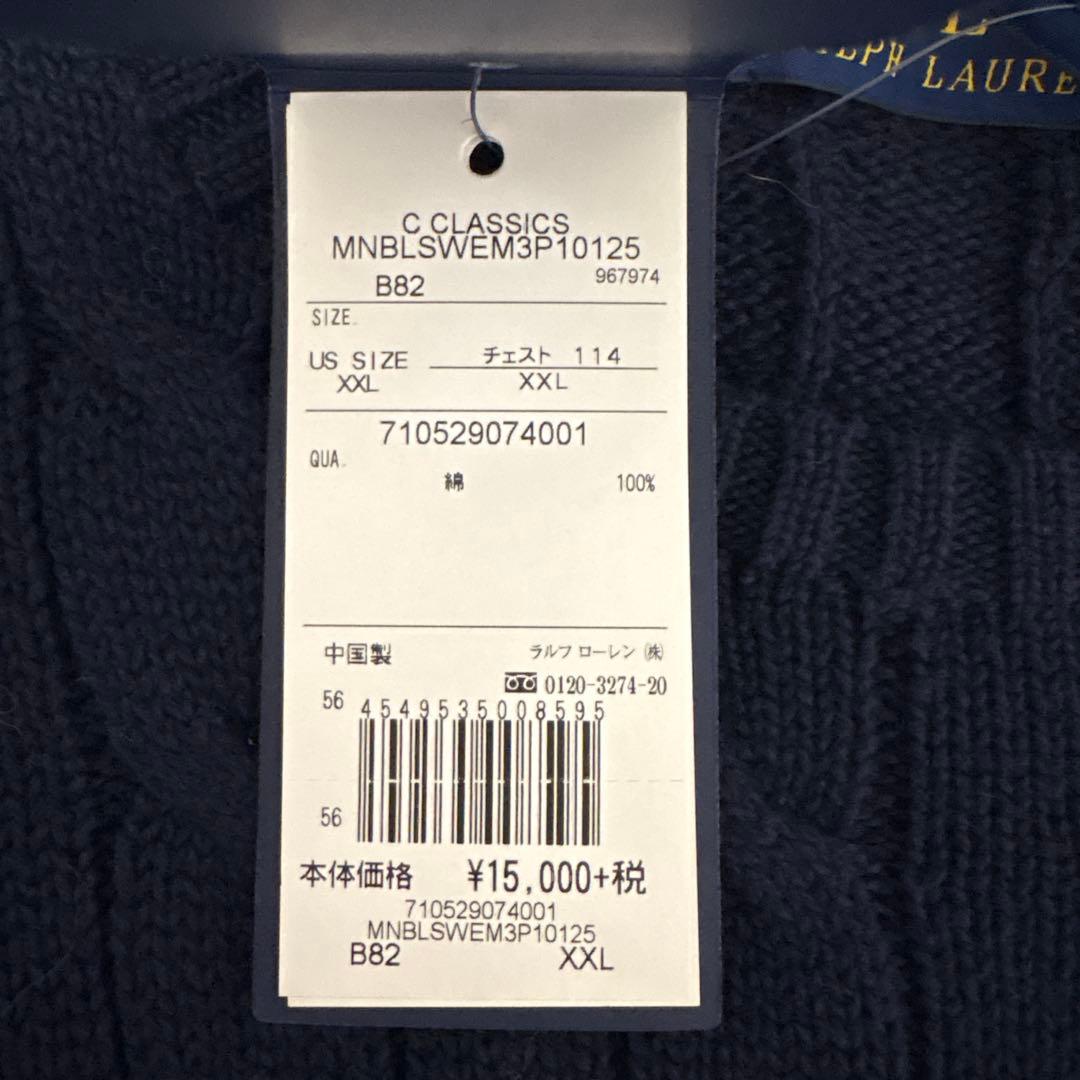 LAURE
C CLASSICS
MNBLSWEM3P10125
B82 967974
SIZE.
US SIZE チェスト 114
XXL XXL
710529074001
QUA.
綿 100%
中国製 ラルフ ローレン ㈱
0120-3274-20
56 4549535008595
56
本体価格 ¥15,000+税
710529074001
MNBLSWEM3P10125
B82 XXL